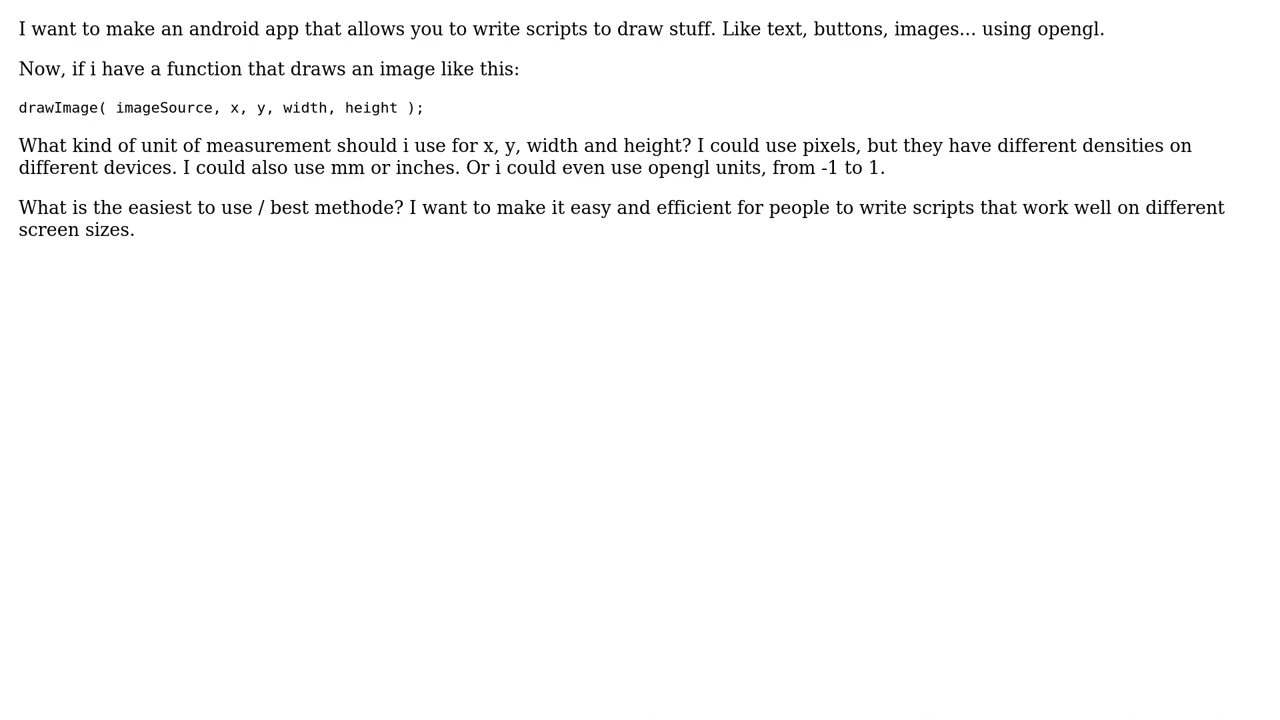 I want to make an android app that allows you to write scripts to draw stuff. Like text, buttons, images... using opengl.
Now, if i have a function that draws an image like this:
drawImage( imageSource, x, y, width, height );
What kind of unit of measurement should i use for x, y, width and height? I could use pixels, but they have different densities on
different devices. I could also use mm or inches. Or i could even use opengl units, from -1 to 1.
What is the easiest to use / best methode? I want to make it easy and efficient for people to write scripts that work well on different
screen sizes.